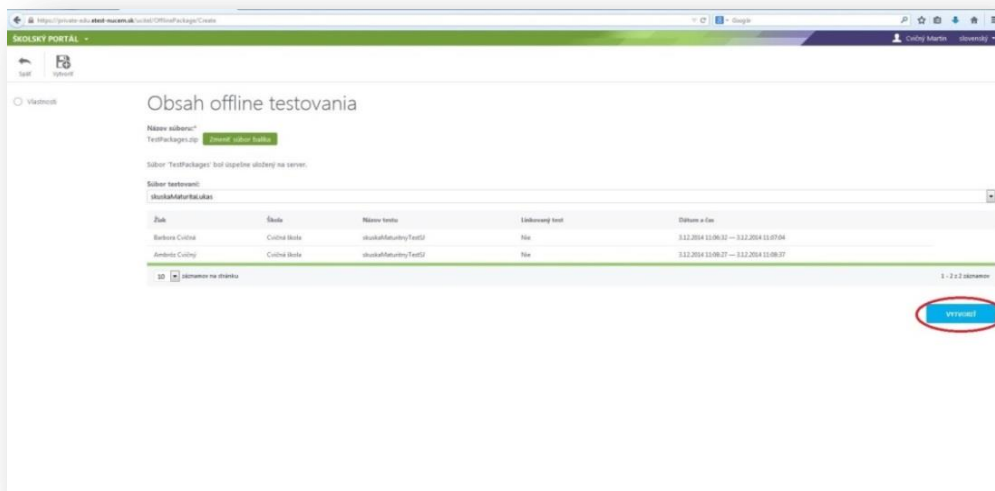 https://private-edu.etest-nucem.sk/ucitel/OfflinePackage/Create
Google
ŠKOLSKÝ PORTÁL
Cvičný Martin slovenský
Späť Vytvoriť
Vlastnosti
Obsah offline testovania
Názov súboru:*
TestPackages.zip Zmeniť súbor balíka
Súbor 'TestPackages' bol úspešne uložený na server.
Súbor testovaní:
skuskaMaturitaLukas
Žiak Škola Názov testu Lístkovaný test Dátum a čas
Barbora Cvičná Cvičná škola skuskaMaturitnyTestSJ Nie 3.12.2014 11:06:32 — 3.12.2014 11:07:04
Ambróz Cvičný Cvičná škola skuskaMaturitnyTestSJ Nie 3.12.2014 11:08:27 — 3.12.2014 11:08:37
10 záznamov na stránku 1 - 2 z 2 záznamov
VYTVORIŤ